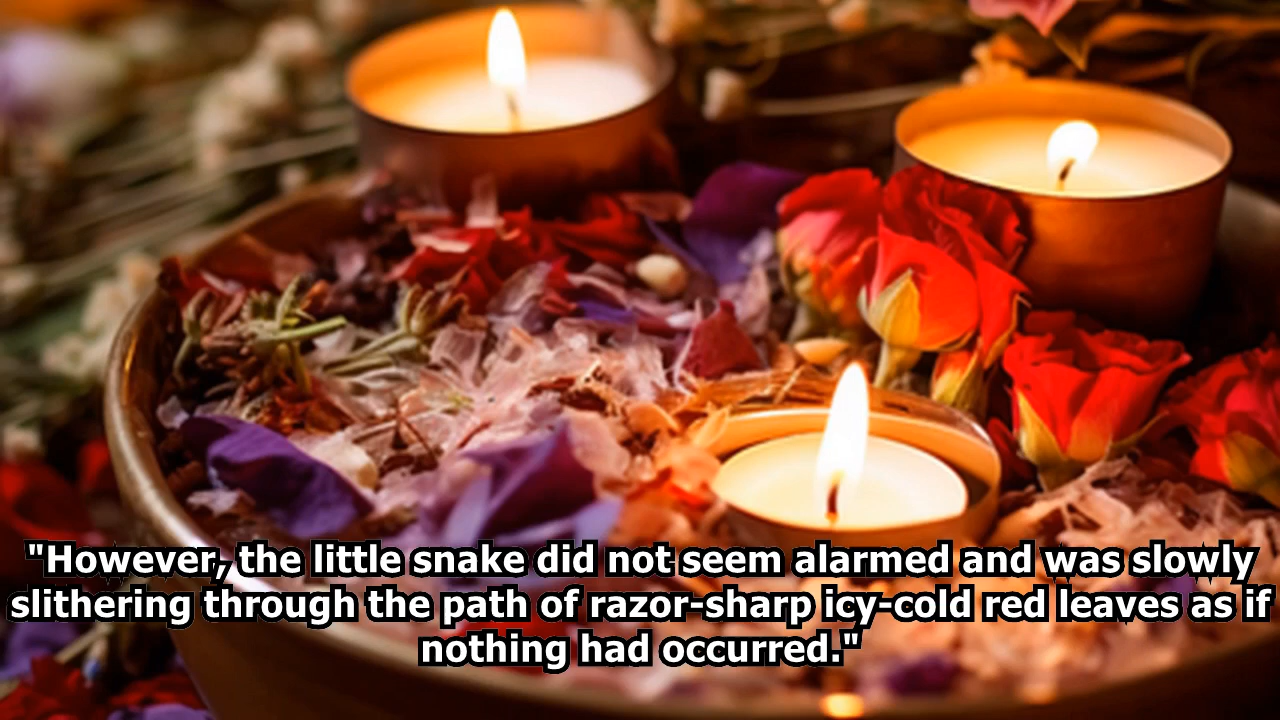 "However, the little snake did not seem alarmed and was slowly
slithering through the path of razor-sharp icy-cold red leaves as if
nothing had occurred."